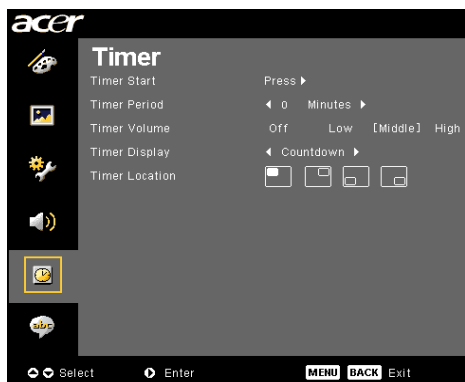 acer
Timer
Timer Start Press
Timer Period 0 Minutes
Timer Volume Off Low [Middle] High
Timer Display Countdown
Timer Location
abc
Select Enter MENU BACK Exit